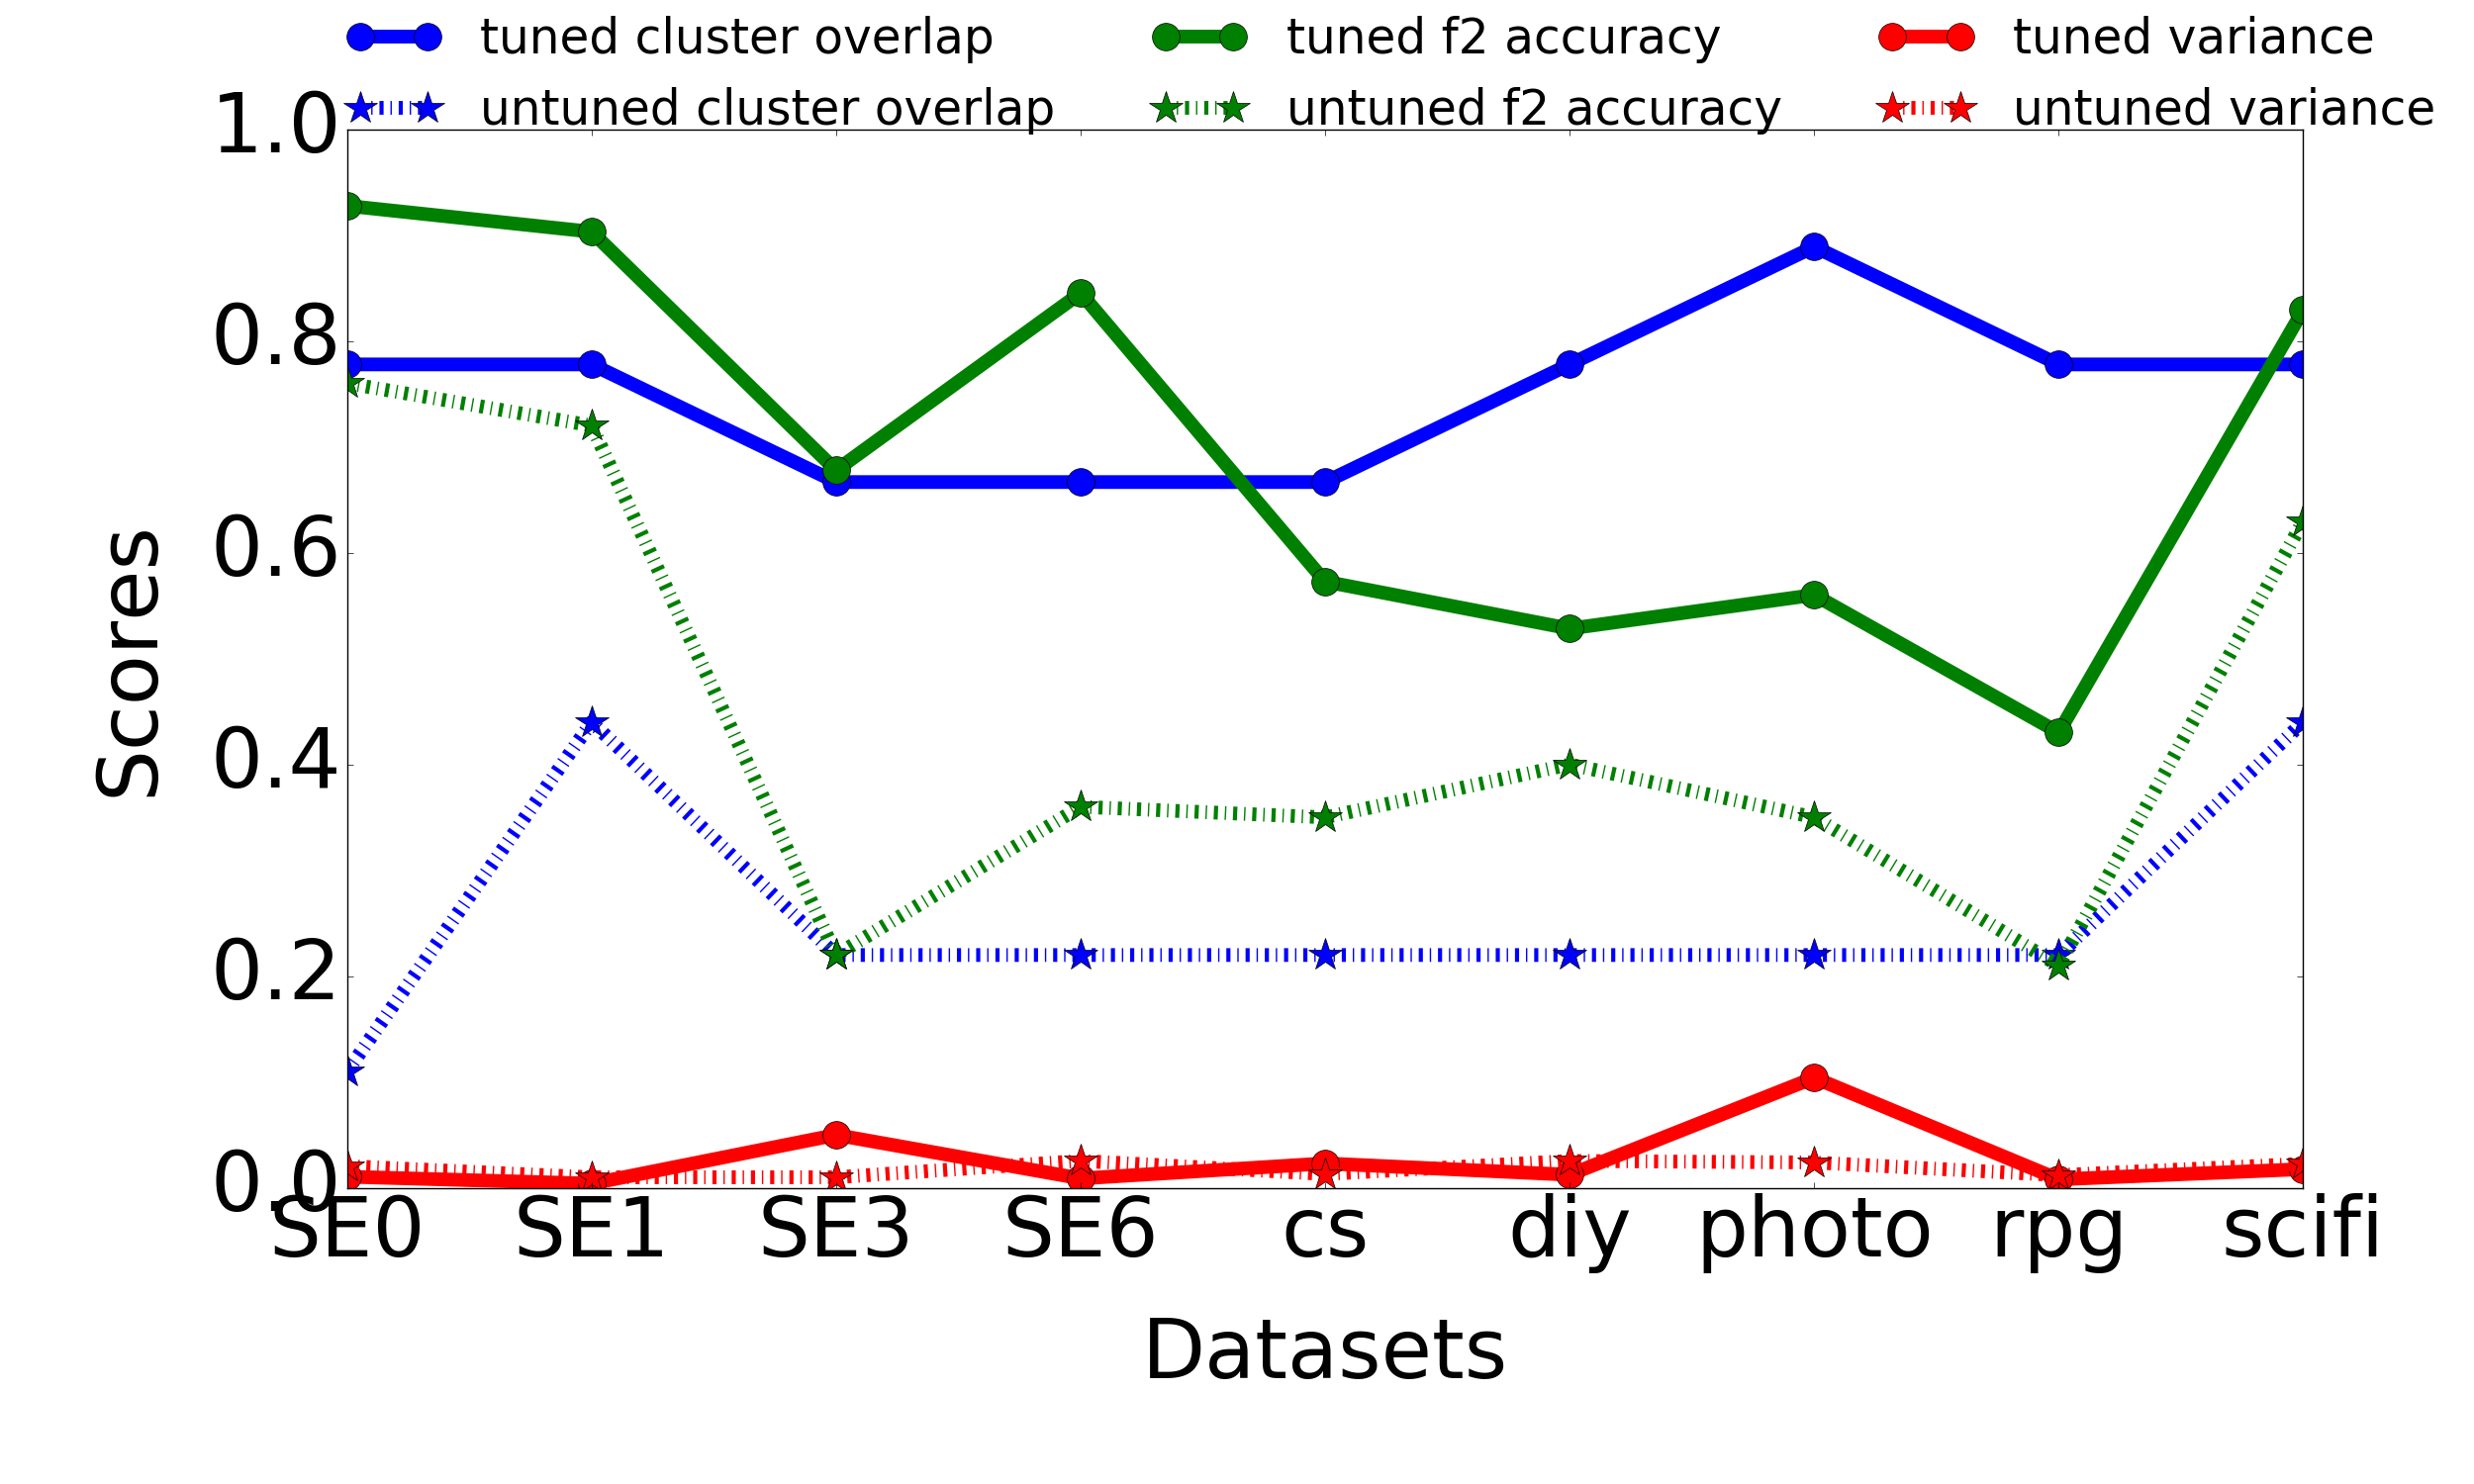 tuned cluster overlap
tuned f2 accuracy
tuned variance
untuned cluster overlap
untuned f2 accuracy
untuned variance
1.0
0.8
0.6
0.4
0.2
0.0
Scores
SE0 SE1 SE3 SE6 cs diy photo rpg scifi
Datasets